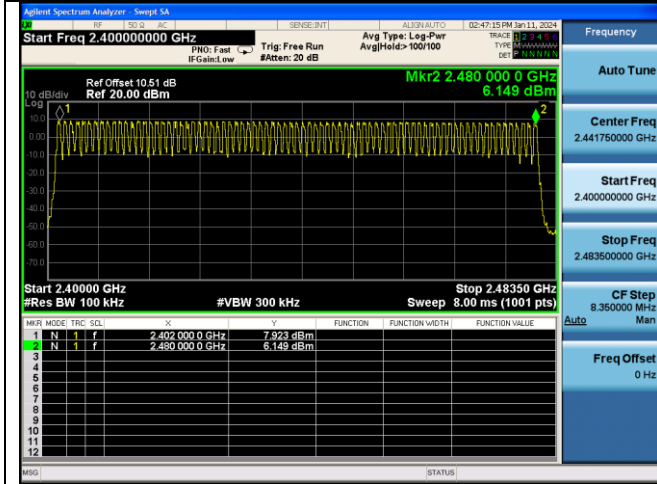 Agilent Spectrum Analyzer - Swept SA
RF 50 Ω AC SENSE:INT ALIGN AUTO 02:47:15 PM Jan 11, 2024
Start Freq 2.400000000 GHz
PNO: Fast
IFGain:Low
Trig: Free Run
#Atten: 20 dB
Avg Type: Log-Pwr
Avg|Hold:> 100/100
TRACE 1 2 3 4 5 6
TYPE MWWWWW
DET P NNNNN
Ref Offset 10.51 dB
10 dB/div Ref 20.00 dBm
Log
Mkr2 2.480 000 0 GHz
6.149 dBm
1
2
10.0
0.00
-10.0
-20.0
-30.0
-40.0
-50.0
-60.0
-70.0
Start 2.40000 GHz Stop 2.48350 GHz
#Res BW 100 kHz #VBW 300 kHz Sweep 8.00 ms (1001 pts)
MKR MODE TRC SCL X Y FUNCTION FUNCTION WIDTH FUNCTION VALUE
1 N 1 f 2.402 000 0 GHz 7.923 dBm
2 N 1 f 2.480 000 0 GHz 6.149 dBm
3
4
5
6
7
8
9
10
11
12
MSG STATUS
Frequency
Auto Tune
Center Freq
2.441750000 GHz
Start Freq
2.400000000 GHz
Stop Freq
2.483500000 GHz
CF Step
8.350000 MHz
Auto Man
Freq Offset
0 Hz